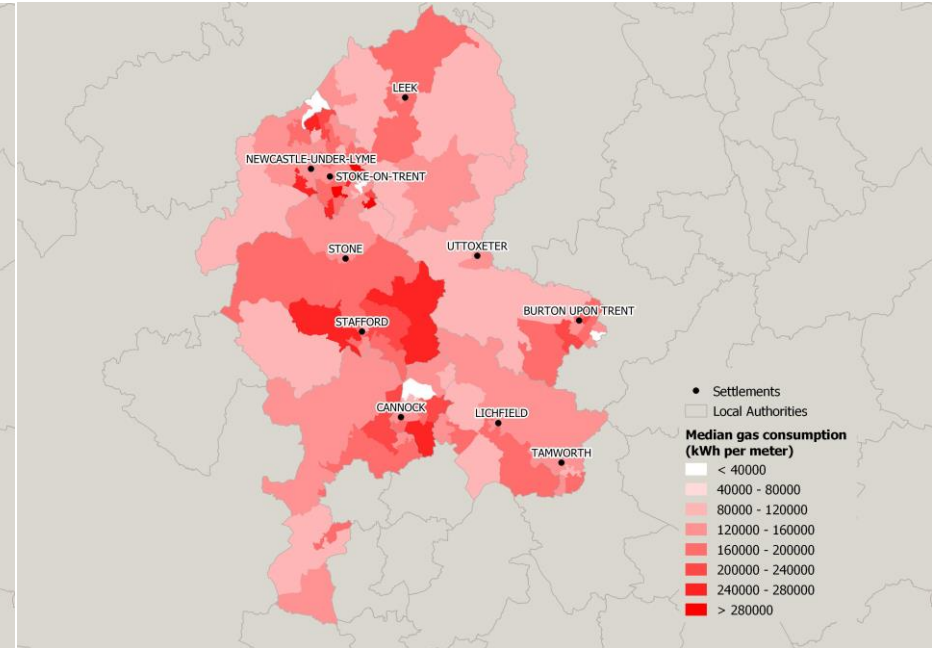 LEEK
NEWCASTLE-UNDER-LYME
STOKE-ON-TRENT
STONE
UTTOXETER
BURTON UPON TRENT
STAFFORD
CANNOCK
LICHFIELD
TAMWORTH
Settlements
Local Authorities
Median gas consumption
(kWh per meter)
< 40000
40000 - 80000
80000 - 120000
120000 - 160000
160000 - 200000
200000 - 240000
240000 - 280000
> 280000